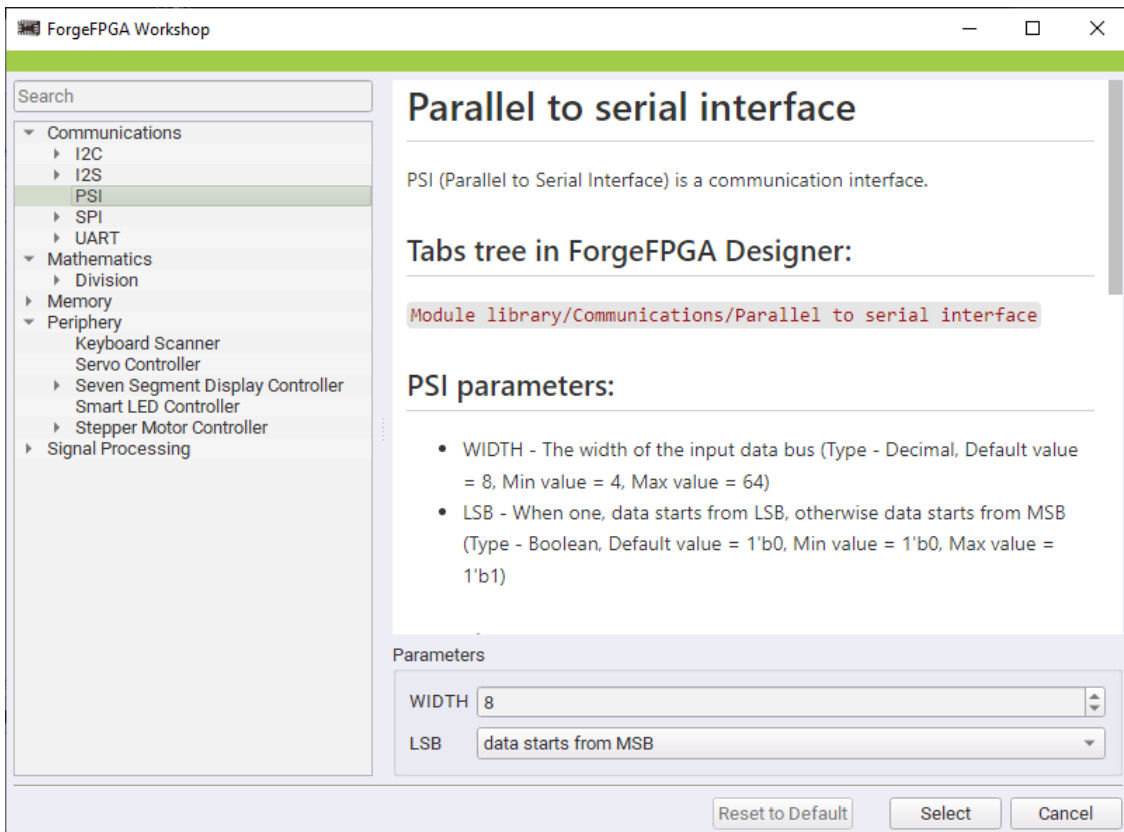 ForgeFPGA Workshop
Search
Communications
I2C
I2S
PSI
SPI
UART
Mathematics
Division
Memory
Periphery
Keyboard Scanner
Servo Controller
Seven Segment Display Controller
Smart LED Controller
Stepper Motor Controller
Signal Processing
Parallel to serial interface
PSI (Parallel to Serial Interface) is a communication interface.
Tabs tree in ForgeFPGA Designer:
Module library/Communications/Parallel to serial interface
PSI parameters:
• WIDTH - The width of the input data bus (Type - Decimal, Default value
= 8, Min value = 4, Max value = 64)
• LSB - When one, data starts from LSB, otherwise data starts from MSB
(Type - Boolean, Default value = 1'b0, Min value = 1'b0, Max value =
1'b1)
Parameters
WIDTH 8
LSB data starts from MSB
Reset to Default Select Cancel